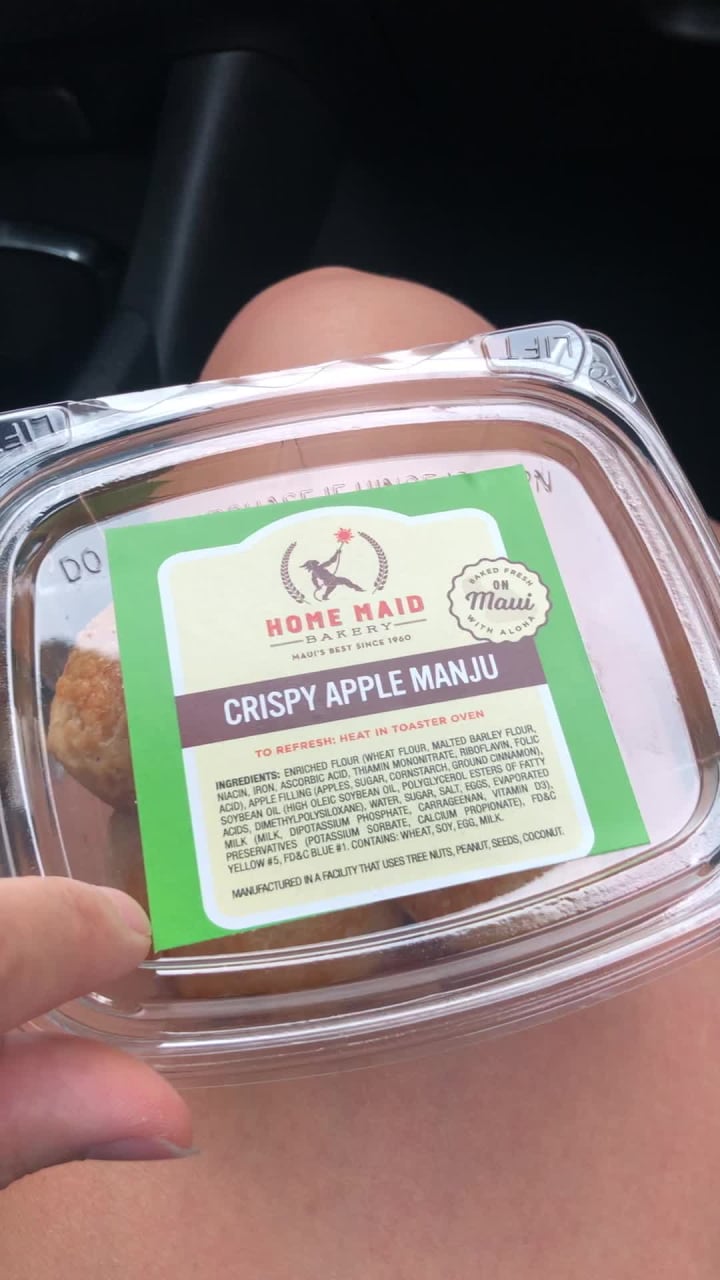 LIFT
LIFT
DO
BAKED FRESH
ON
Maui
WITH ALOHA
HOME MAID
BAKERY
MAUI'S BEST SINCE 1960
CRISPY APPLE MANJU
TO REFRESH: HEAT IN TOASTER OVEN
INGREDIENTS: ENRICHED FLOUR (WHEAT FLOUR, MALTED BARLEY FLOUR,
NIACIN, IRON, ASCORBIC ACID, THIAMIN MONONITRATE, RIBOFLAVIN, FOLIC
ACID), APPLE FILLING (APPLES, SUGAR, CORNSTARCH, GROUND CINNAMON),
SOYBEAN OIL (HIGH OLEIC SOYBEAN OIL, POLYGLYCEROL ESTERS OF FATTY
ACIDS, DIMETHYLPOLYSILOXANE), WATER, SUGAR, SALT, EGGS, EVAPORATED
MILK (MILK, DIPOTASSIUM PHOSPHATE, CARRAGEENAN, VITAMIN D3),
PRESERVATIVES (POTASSIUM SORBATE, CALCIUM PROPIONATE), FD&C
YELLOW #5, FD&C BLUE #1. CONTAINS: WHEAT, SOY, EGG, MILK.
MANUFACTURED IN A FACILITY THAT USES TREE NUTS, PEANUT, SEEDS, COCONUT.